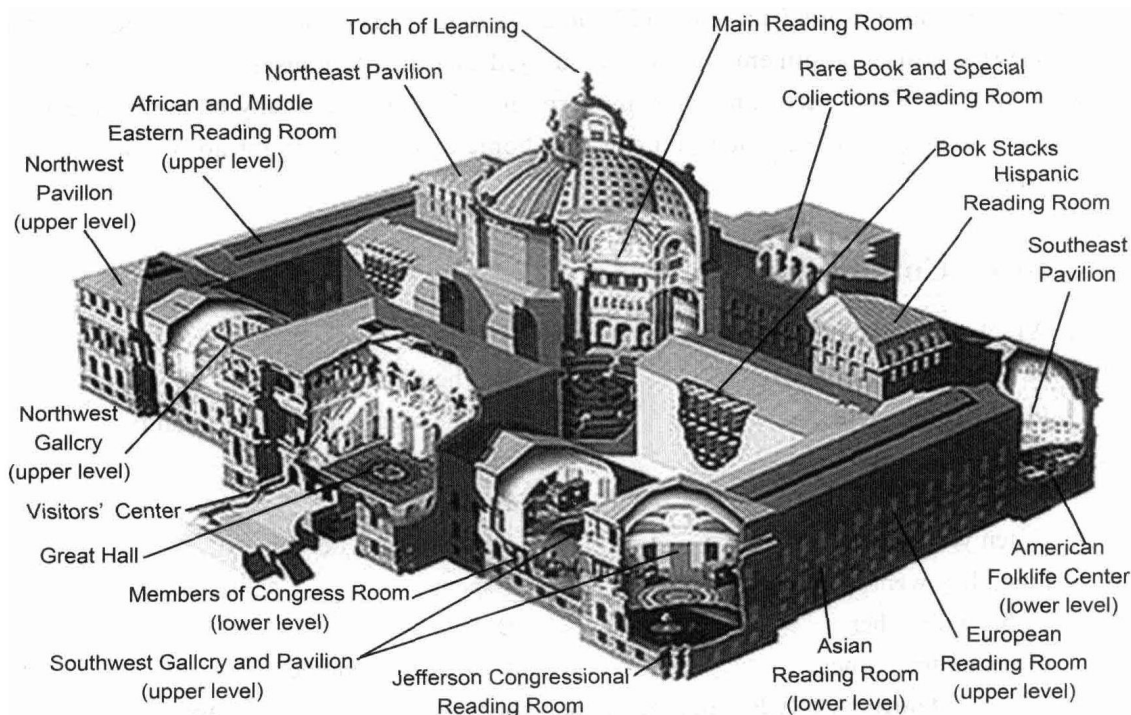 Torch of Learning
Main Reading Room
Northeast Pavilion
Rare Book and Special
Coliections Reading Room
African and Middle
Eastern Reading Room
(upper level)
Book Stacks
Hispanic
Reading Room
Northwest
Pavillon
(upper level)
Southeast
Pavilion
Northwest
Gallcry
(upper level)
Visitors' Center
Great Hall
Members of Congress Room
(lower level)
Southwest Gallcry and Pavilion
(upper level)
Jefferson Congressional
Reading Room
Asian
Reading Room
(lower level)
European
Reading Room
(upper level)
American
Folklife Center
(lower level)